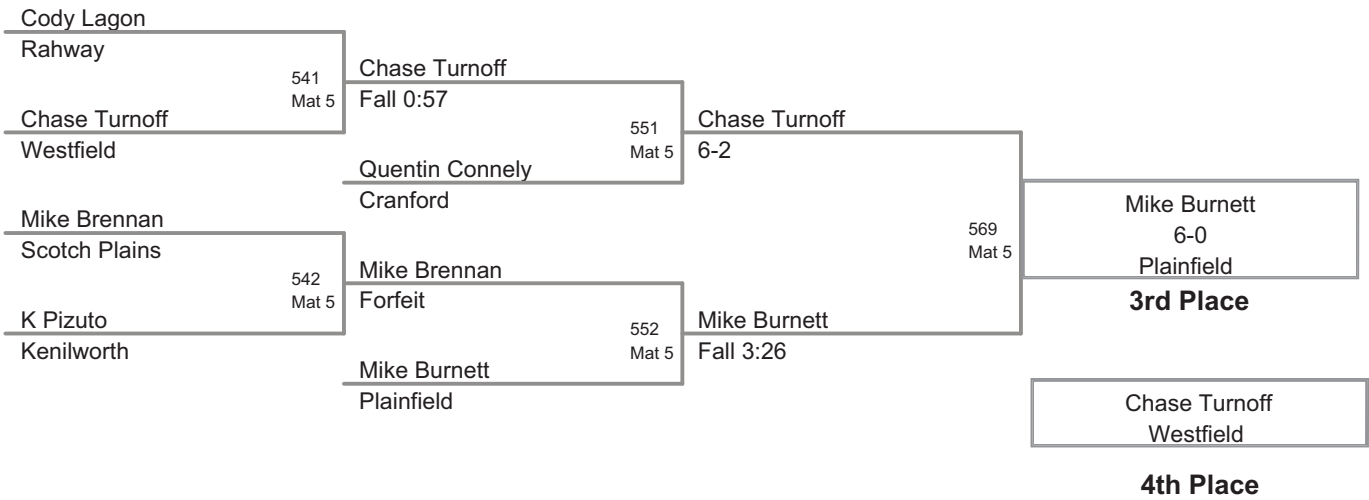 Cody Lagon
Rahway
541
Mat 5
Chase Turnoff
Westfield
Chase Turnoff
Fall 0:57
551
Mat 5
Quentin Connely
Cranford
Chase Turnoff
6-2
Mike Brennan
Scotch Plains
542
Mat 5
K Pizuto
Kenilworth
Mike Brennan
Forfeit
552
Mat 5
Mike Burnett
Plainfield
Mike Burnett
Fall 3:26
569
Mat 5
Mike Burnett
6-0
Plainfield
3rd Place
Chase Turnoff
Westfield
4th Place